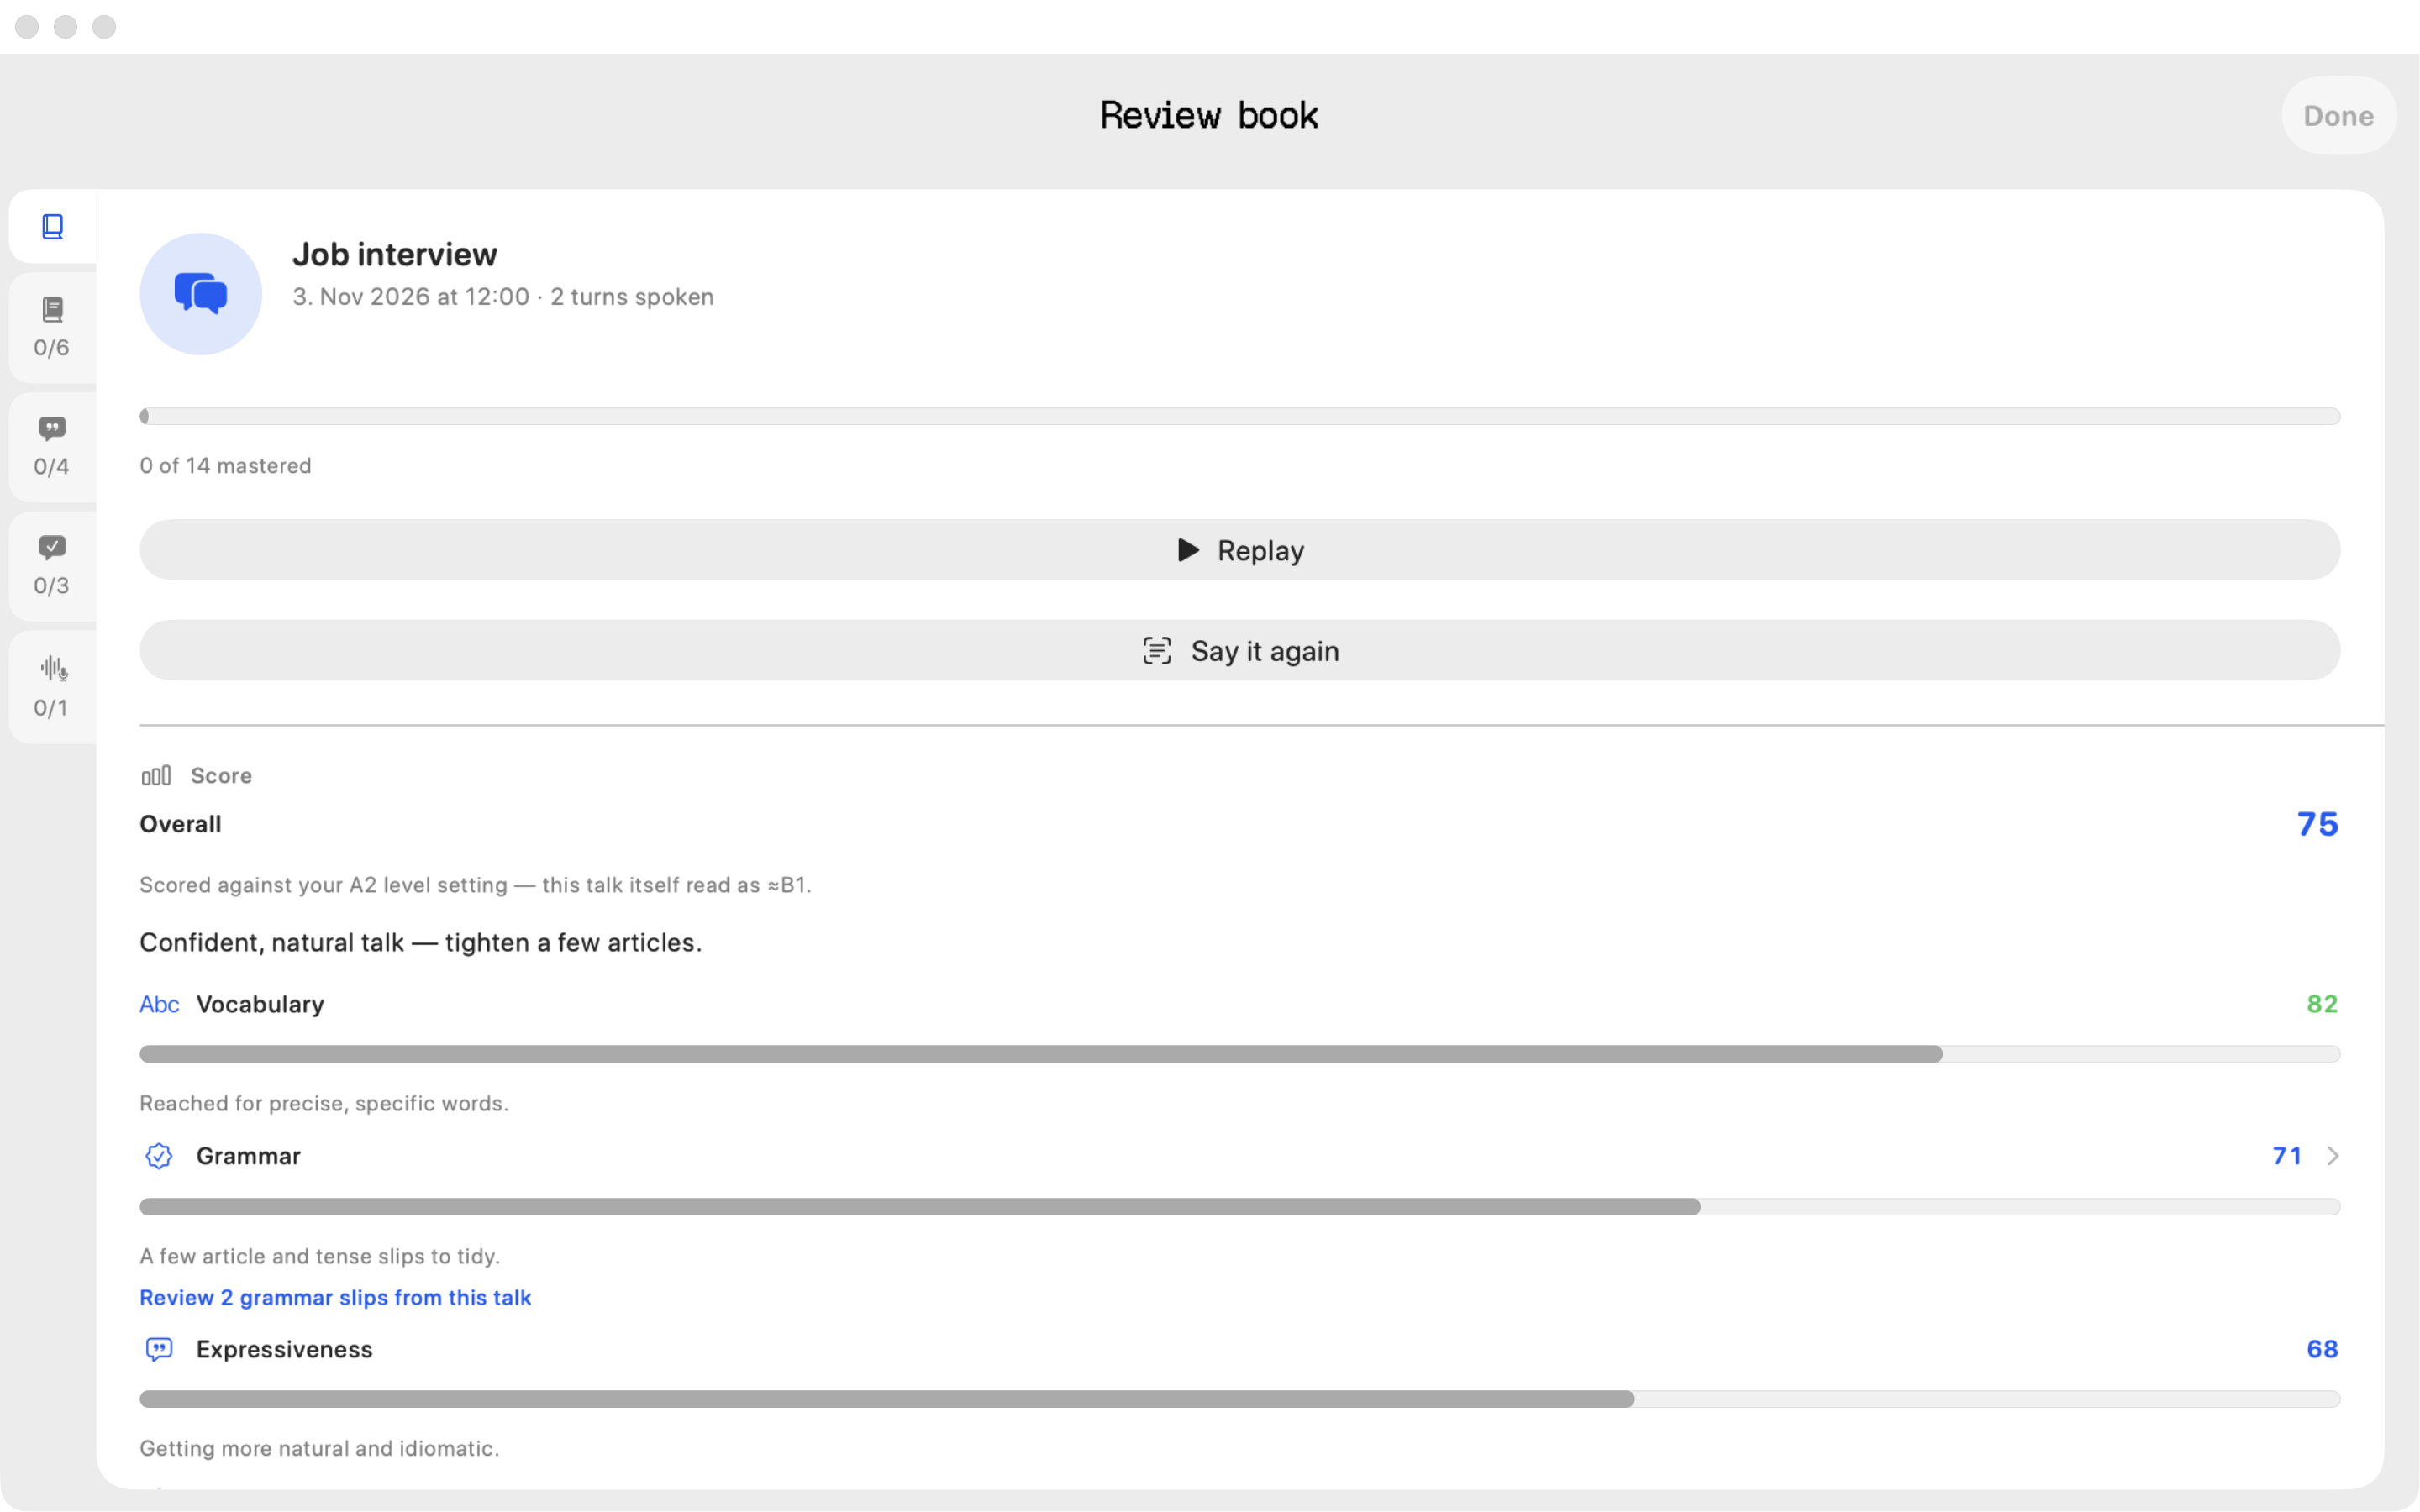 Review book
Done
Job interview
3. Nov 2026 at 12:00 · 2 turns spoken
0/6
0/4
0/3
0/1
0 of 14 mastered
Replay
Say it again
Score
Overall
75
Scored against your A2 level setting — this talk itself read as ≈B1.
Confident, natural talk — tighten a few articles.
Abc Vocabulary
82
Reached for precise, specific words.
Grammar
71
A few article and tense slips to tidy.
Review 2 grammar slips from this talk
Expressiveness
68
Getting more natural and idiomatic.